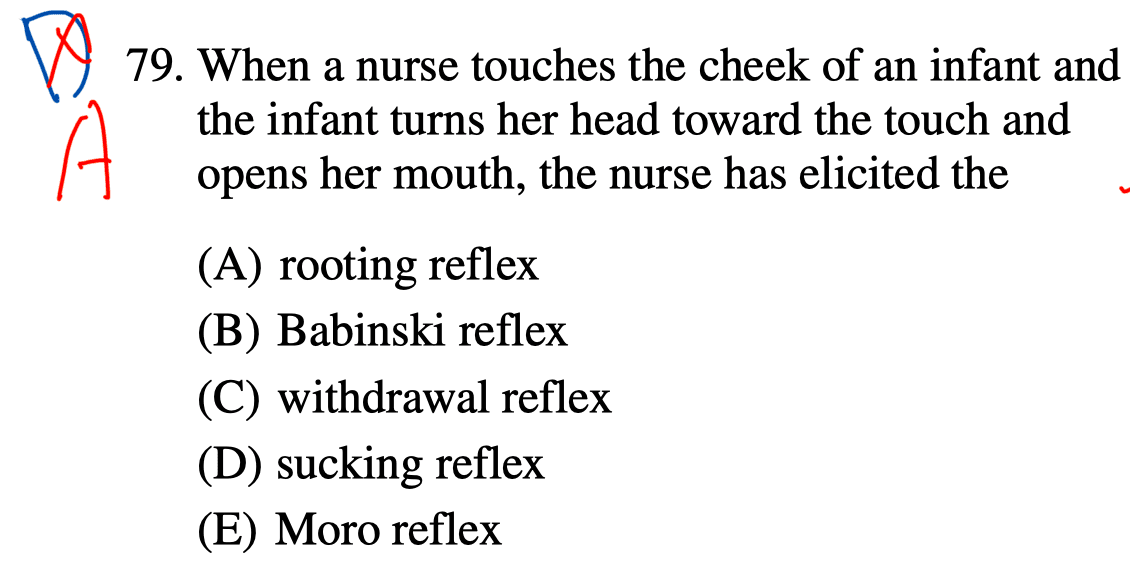 D
79. When a nurse touches the cheek of an infant and
the infant turns her head toward the touch and
opens her mouth, the nurse has elicited the
A
(A) rooting reflex
(B) Babinski reflex
(C) withdrawal reflex
(D) sucking reflex
(E) Moro reflex